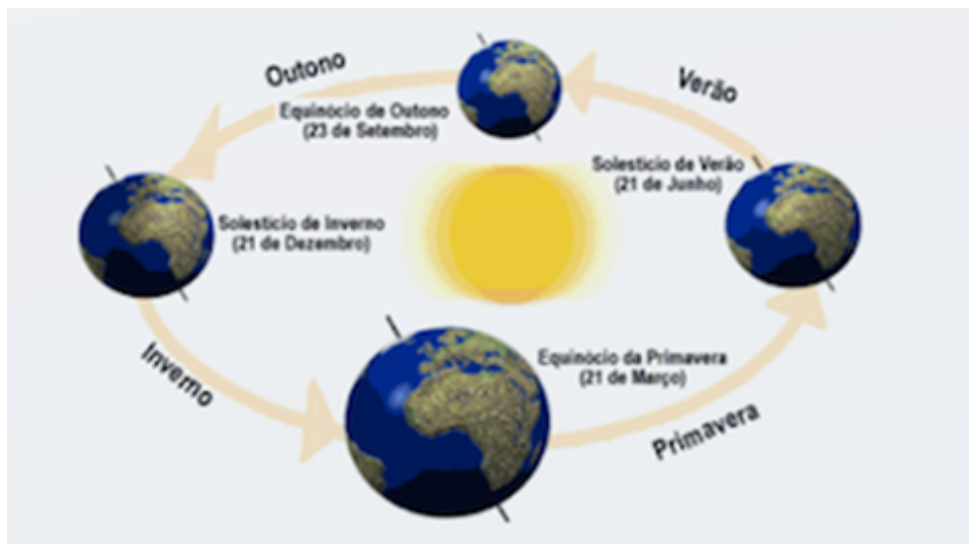 Outono
Verão
Equinócio de Outono
(23 de Setembro)
Solestício de Verão
(21 de Junho)
Solestício de Inverno
(21 de Dezembro)
Inverno
Equinócio da Primavera
(21 de Março)
Primavera